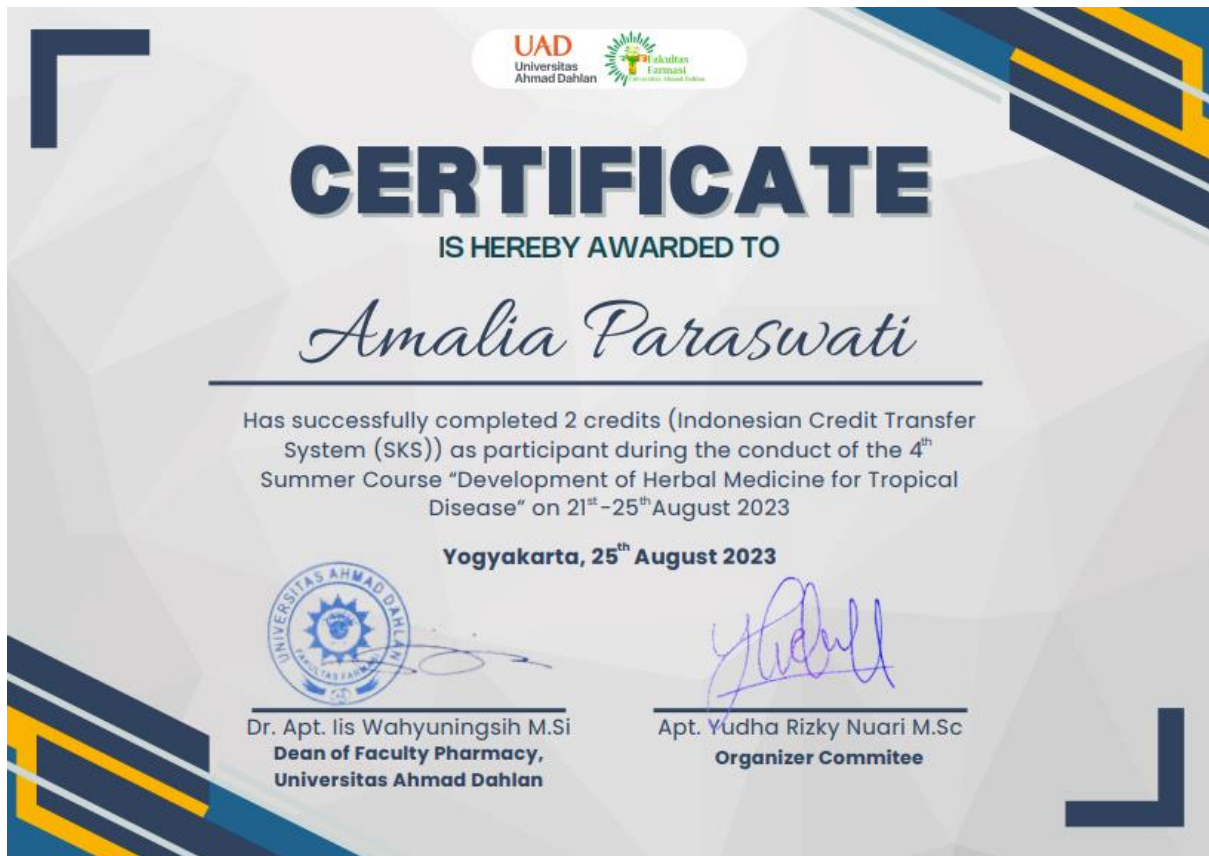 UAD
Universitas
Ahmad Dahlan
Fakultas
Farmasi
Universitas Ahmad Dahlan
CERTIFICATE
IS HEREBY AWARDED TO
Amalia Paraswati
Has successfully completed 2 credits (Indonesian Credit Transfer
System (SKS)) as participant during the conduct of the 4th
Summer Course “Development of Herbal Medicine for Tropical
Disease” on 21st-25th August 2023
Yogyakarta, 25th August 2023
UNIVERSITAS AHMAD DAHLAN
FAKULTAS FARMASI
Dr. Apt. Iis Wahyuningsih M.Si
Dean of Faculty Pharmacy,
Universitas Ahmad Dahlan
Apt. Yudha Rizky Nuari M.Sc
Organizer Commitee